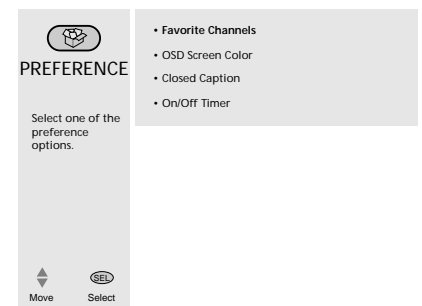 PREFERENCE
Select one of the
preference
options.
• Favorite Channels
• OSD Screen Color
• Closed Caption
• On/Off Timer
SEL
Move Select